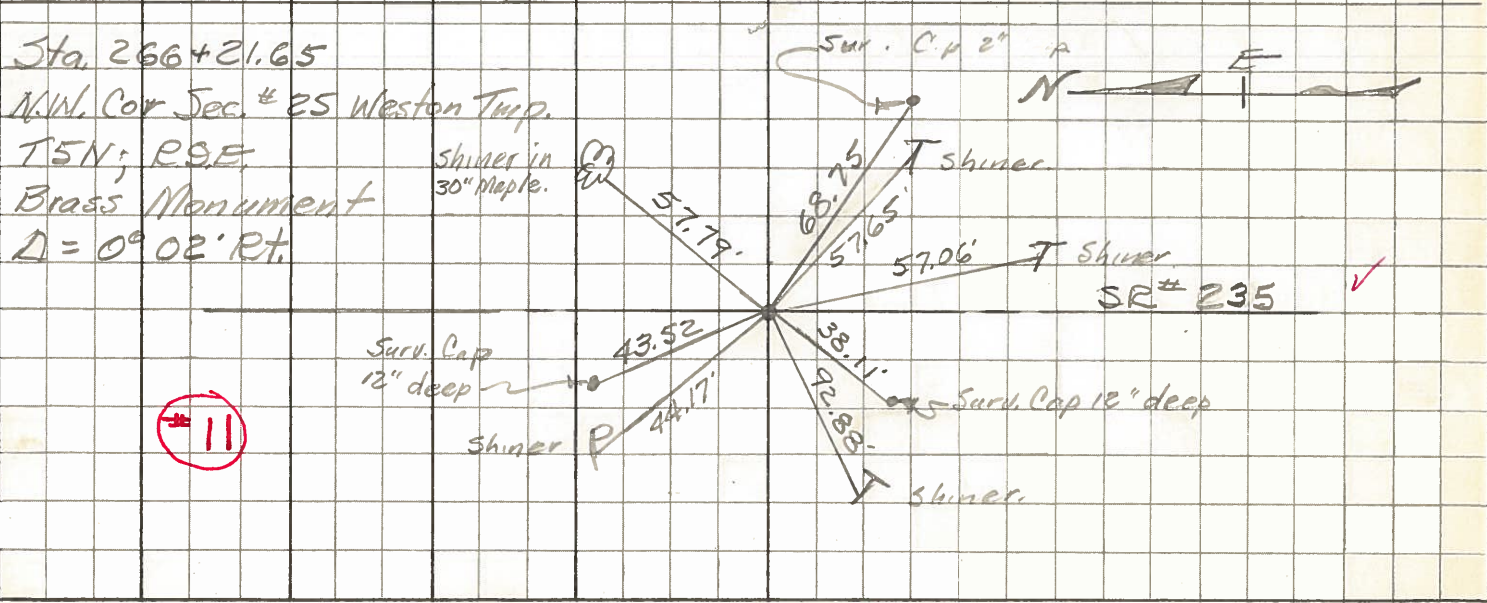 Sta. 266+21.65
N.W. Cor Sec. # 25 Weston Twp.
T5N; R9E
Brass Monument
Δ = 0° 02' Rt.
Surv. Cap
N
E
Shiner in
30" Maple.
Shiner.
57.79'
68.75
57.65'
57.06'
Shiner
SR # 235
43.52
38.11'
Surv. Cap
12" deep
Surv. Cap 12" deep
44.17'
92.88'
Shiner P
T Shiner.
# 11